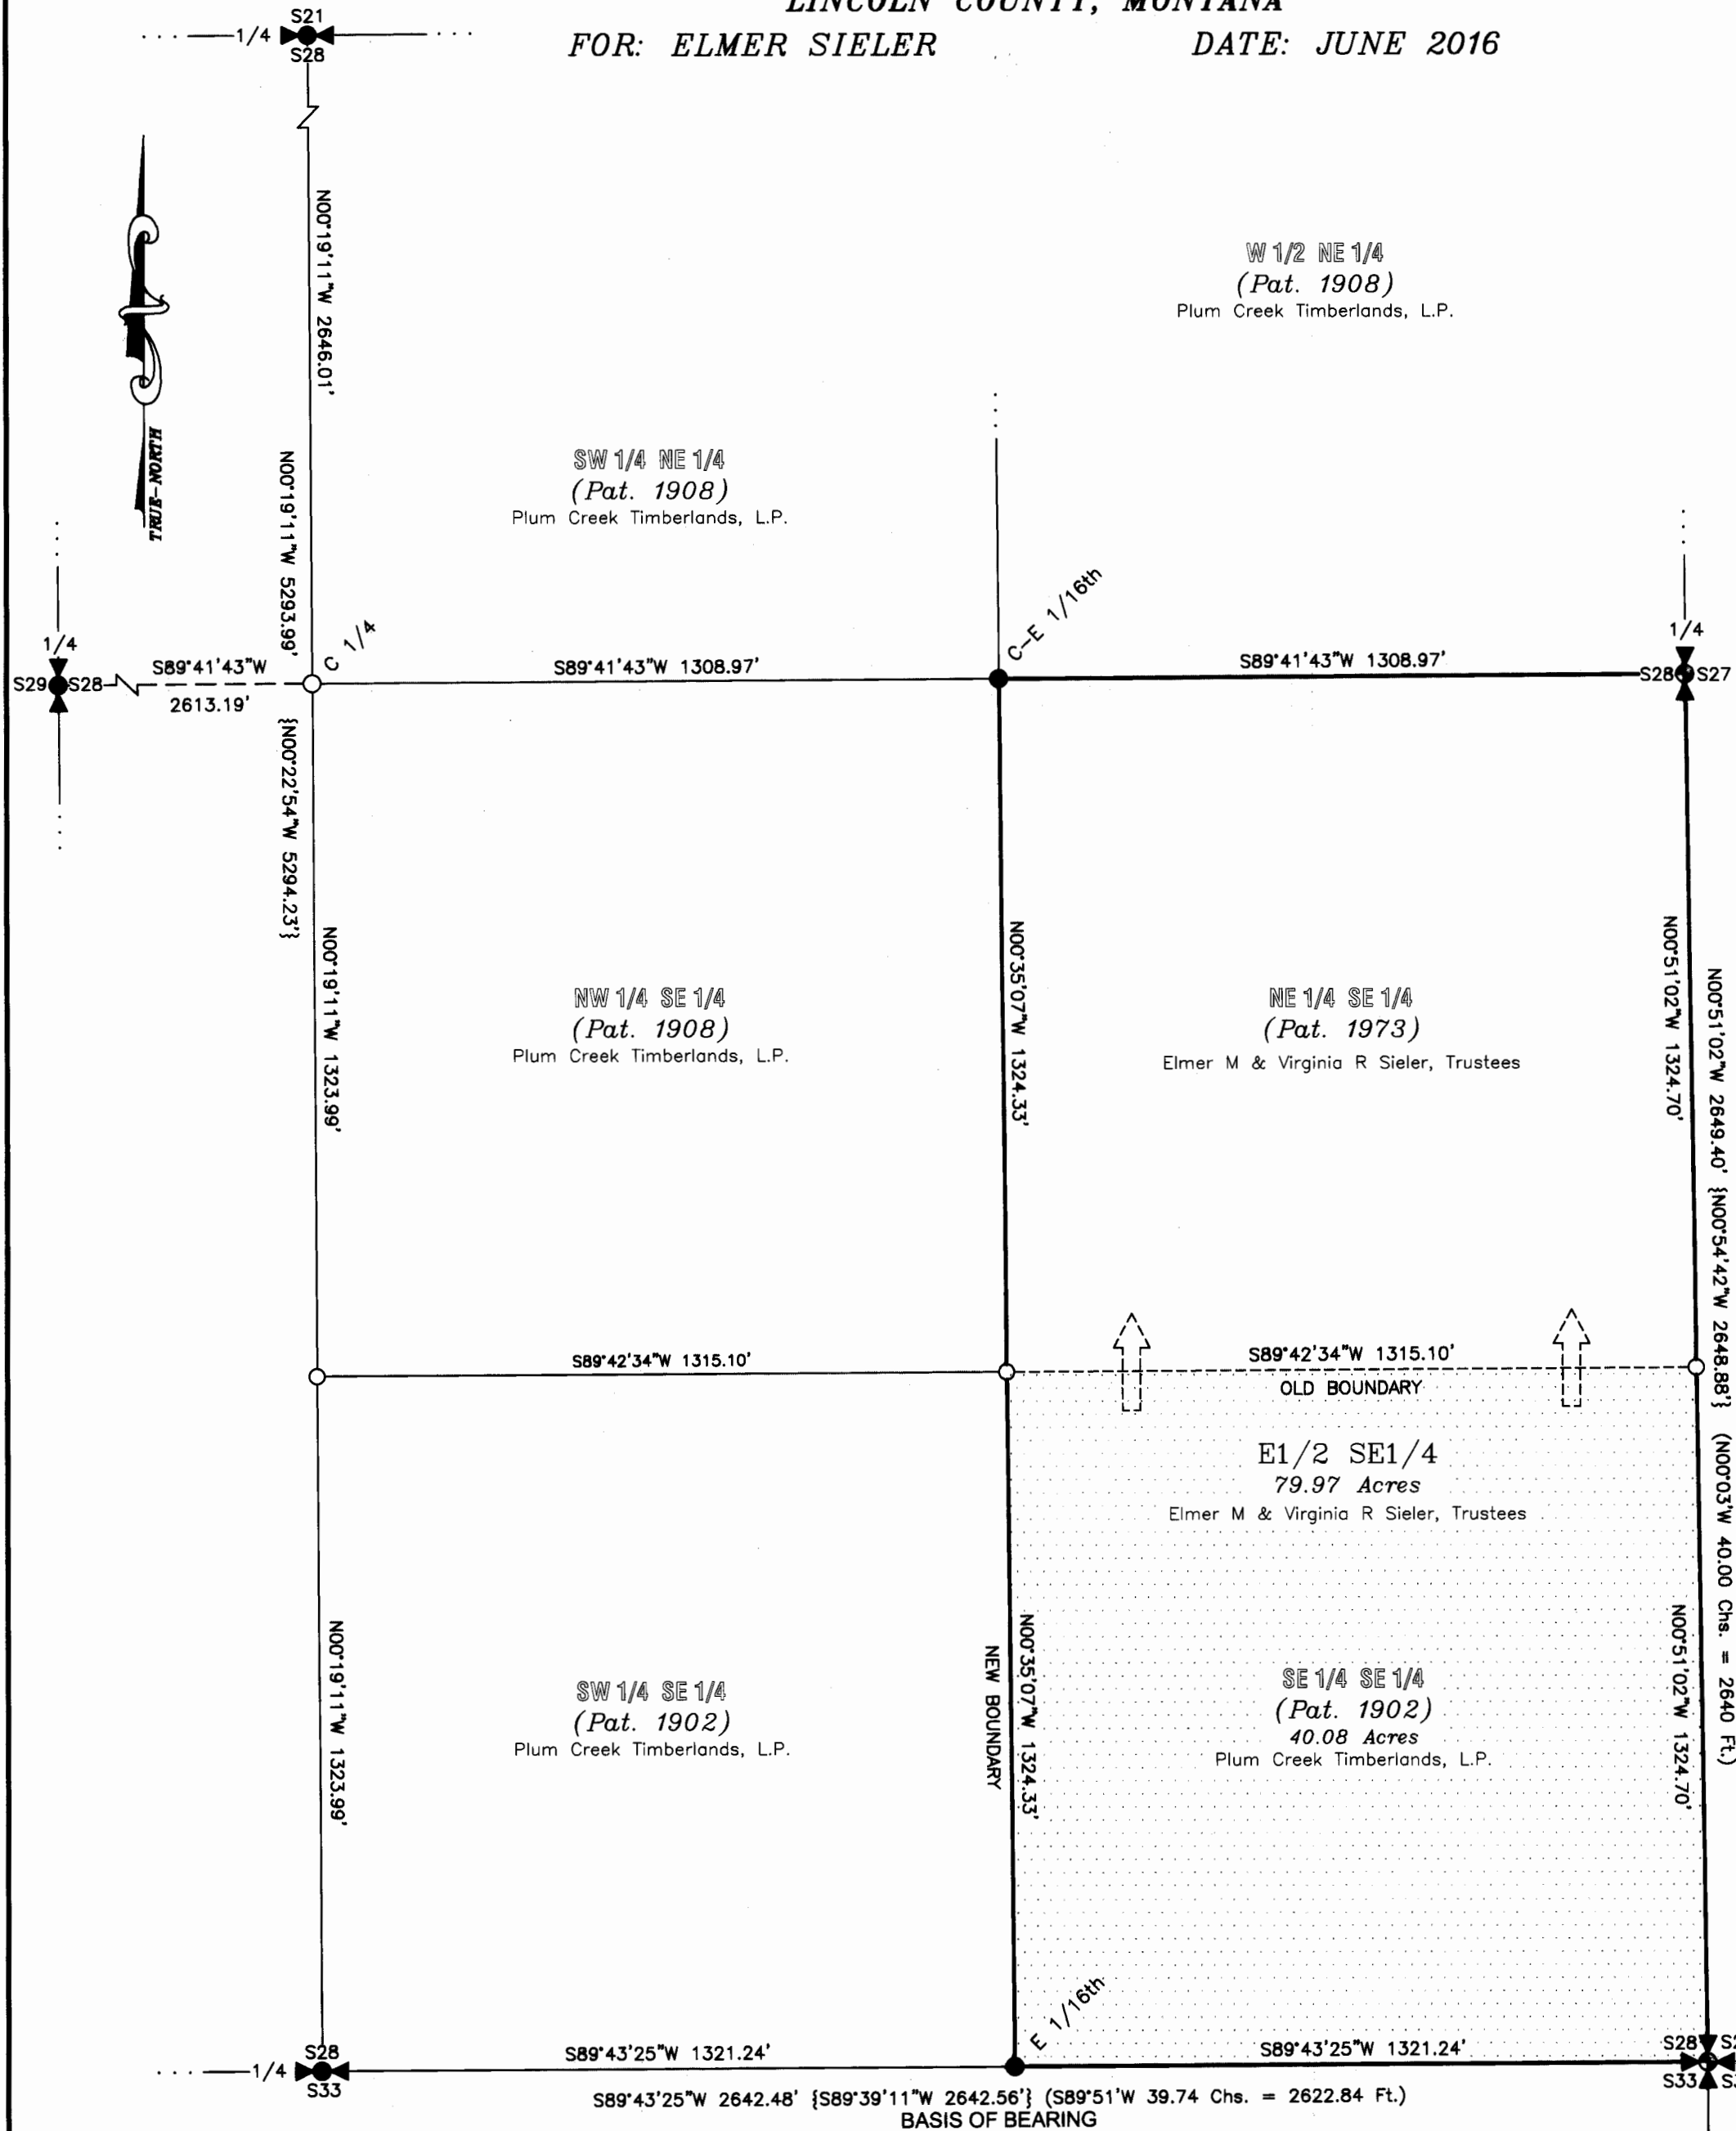 LINCOLN COUNTY, MONTANA
FOR: ELMER SIELER
DATE: JUNE 2016
S21
1/4
S28
N00°19'11"W 2646.01'
TRUE-NORTH
W 1/2 NE 1/4
(Pat. 1908)
Plum Creek Timberlands, L.P.
SW 1/4 NE 1/4
(Pat. 1908)
Plum Creek Timberlands, L.P.
N00°19'11"W 5293.99'
{N00°22'54"W 5294.23'}
1/4
S29
S28
S89°41'43"W
2613.19'
C 1/4
S89°41'43"W 1308.97'
C-E 1/16th
S89°41'43"W 1308.97'
1/4
S28
S27
N00°19'11"W 1323.99'
NW 1/4 SE 1/4
(Pat. 1908)
Plum Creek Timberlands, L.P.
N00°35'07"W 1324.33'
NE 1/4 SE 1/4
(Pat. 1973)
Elmer M & Virginia R Sieler, Trustees
N00°51'02"W 1324.70'
N00°51'02"W 2649.40' {N00°54'42"W 2648.88'} (N00°03'W 40.00 Chs. = 2640 Ft.)
S89°42'34"W 1315.10'
S89°42'34"W 1315.10'
OLD BOUNDARY
E1/2 SE1/4
79.97 Acres
Elmer M & Virginia R Sieler, Trustees
N00°19'11"W 1323.99'
SW 1/4 SE 1/4
(Pat. 1902)
Plum Creek Timberlands, L.P.
NEW BOUNDARY
N00°35'07"W 1324.33'
SE 1/4 SE 1/4
(Pat. 1902)
40.08 Acres
Plum Creek Timberlands, L.P.
N00°51'02"W 1324.70'
S28
1/4
S33
S89°43'25"W 1321.24'
E 1/16th
S89°43'25"W 1321.24'
S28
S33
S89°43'25"W 2642.48' {S89°39'11"W 2642.56'} (S89°51'W 39.74 Chs. = 2622.84 Ft.)
BASIS OF BEARING